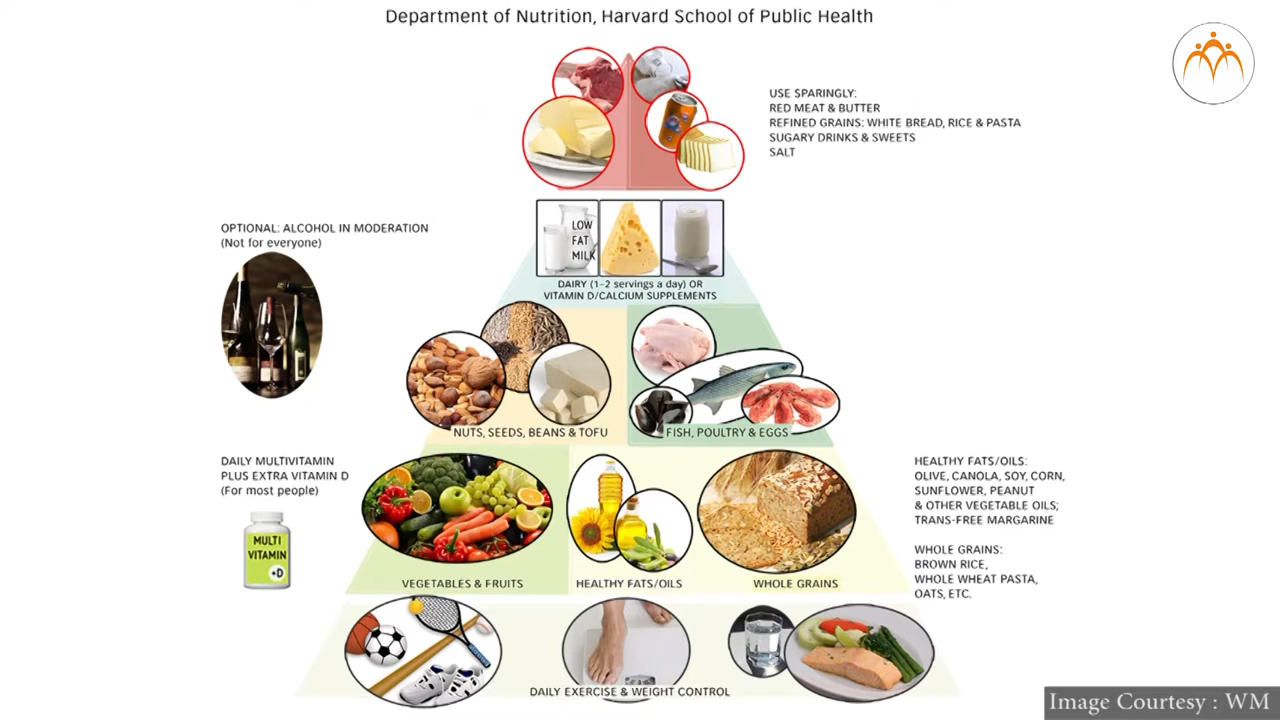 Department of Nutrition, Harvard School of Public Health
USE SPARINGLY:
RED MEAT & BUTTER
REFINED GRAINS: WHITE BREAD, RICE & PASTA
SUGARY DRINKS & SWEETS
SALT
OPTIONAL: ALCOHOL IN MODERATION
(Not for everyone)
LOW
FAT
MILK
DAIRY (1-2 servings a day) OR
VITAMIN D/CALCIUM SUPPLEMENTS
NUTS, SEEDS, BEANS & TOFU
FISH, POULTRY & EGGS
DAILY MULTIVITAMIN
PLUS EXTRA VITAMIN D
(For most people)
MULTI
VITAMIN
+D
VEGETABLES & FRUITS
HEALTHY FATS/OILS
WHOLE GRAINS
HEALTHY FATS/OILS:
OLIVE, CANOLA, SOY, CORN,
SUNFLOWER, PEANUT
& OTHER VEGETABLE OILS;
TRANS-FREE MARGARINE
WHOLE GRAINS:
BROWN RICE,
WHOLE WHEAT PASTA,
OATS, ETC.
DAILY EXERCISE & WEIGHT CONTROL
Image Courtesy : WM